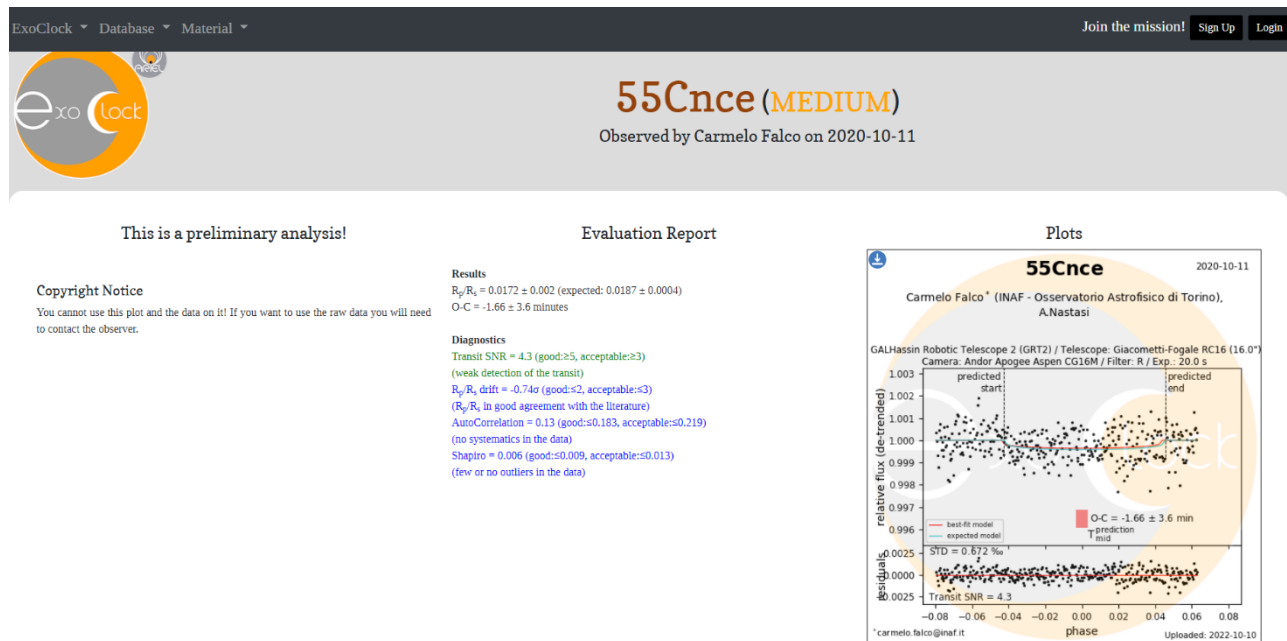 ExoClock Database Material Join the mission! Sign Up Login
ARIEL
exo clock
55Cnce (MEDIUM)
Observed by Carmelo Falco on 2020-10-11
This is a preliminary analysis!
Copyright Notice
You cannot use this plot and the data on it! If you want to use the raw data you will need
to contact the observer.
Evaluation Report
Results
Rp/Rs = 0.0172 ± 0.002 (expected: 0.0187 ± 0.0004)
O-C = -1.66 ± 3.6 minutes
Diagnostics
Transit SNR = 4.3 (good:≥5, acceptable:≥3)
(weak detection of the transit)
Rp/Rs drift = -0.74σ (good:≤2, acceptable:≤3)
(Rp/Rs in good agreement with the literature)
AutoCorrelation = 0.13 (good:≤0.183, acceptable:≤0.219)
(no systematics in the data)
Shapiro = 0.006 (good:≤0.009, acceptable:≤0.013)
(few or no outliers in the data)
Plots
55Cnce 2020-10-11
Carmelo Falco* (INAF - Osservatorio Astrofisico di Torino),
A.Nastasi
GALHassin Robotic Telescope 2 (GRT2) / Telescope: Giacometti-Fogale RC16 (16.0")
Camera: Andor Apogee Aspen CG16M / Filter: R / Exp.: 20.0 s
predicted
start
predicted
end
relative flux (de-trended)
1.003
1.002
1.001
1.000
0.999
0.998
0.997
0.996
best-fit model
expected model
O-C = -1.66 ± 3.6 min
T prediction mid
residuals
0.0025
0.0000
0.0025
STD = 0.672 ‰
Transit SNR = 4.3
−0.08 −0.06 −0.04 −0.02 0.00 0.02 0.04 0.06 0.08
phase
*carmelo.falco@inaf.it
Uploaded: 2022-10-10